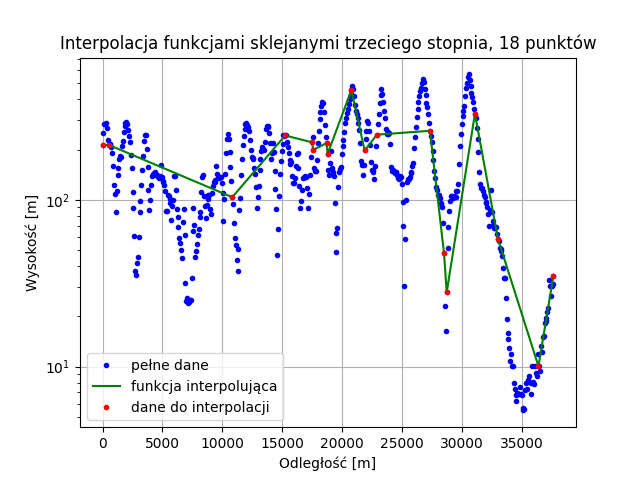 Interpolacja funkcjami sklejanymi trzeciego stopnia, 18 punktów
Wysokość [m]
10²
10¹
pełne dane
funkcja interpolująca
dane do interpolacji
0 5000 10000 15000 20000 25000 30000 35000
Odległość [m]